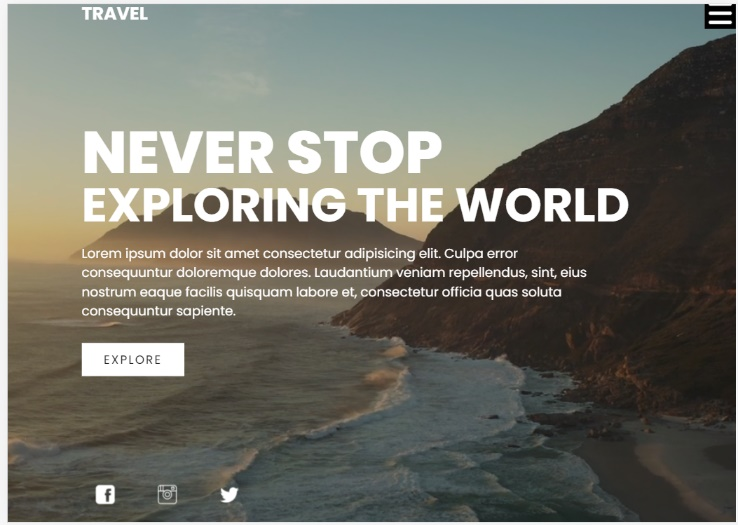 TRAVEL
NEVER STOP
EXPLORING THE WORLD
Lorem ipsum dolor sit amet consectetur adipisicing elit. Culpa error
consequuntur doloremque dolores. Laudantium veniam repellendus, sint, eius
nostrum eaque facilis quisquam labore et, consectetur officia quas soluta
consequuntur sapiente.
EXPLORE